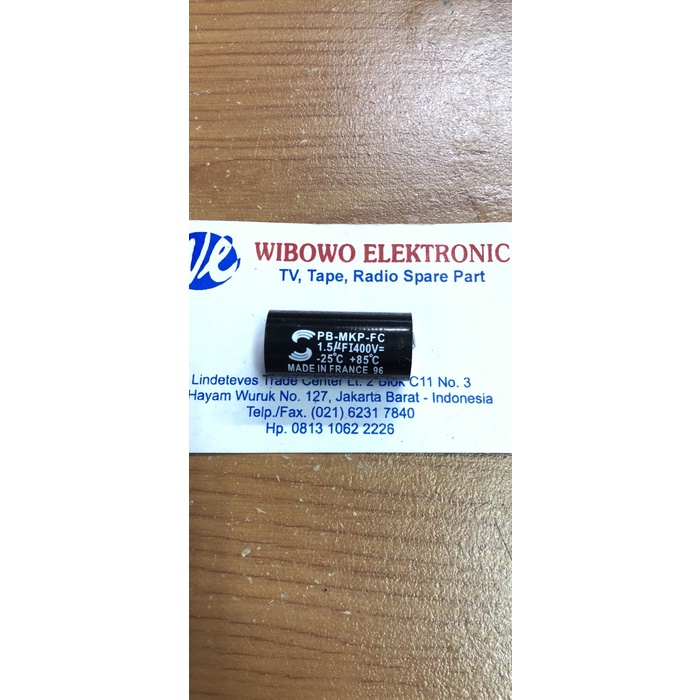 We
WIBOWO ELEKTRONIC
TV, Tape, Radio Spare Part
PB-MKP-FC
1.5µFI400V=
-25°C +85°C
MADE IN FRANCE 96
Lindeteves Trade Center Lt. 2 Blok C11 No. 3
Hayam Wuruk No. 127, Jakarta Barat - Indonesia
Telp./Fax. (021) 6231 7840
Hp. 0813 1062 2226